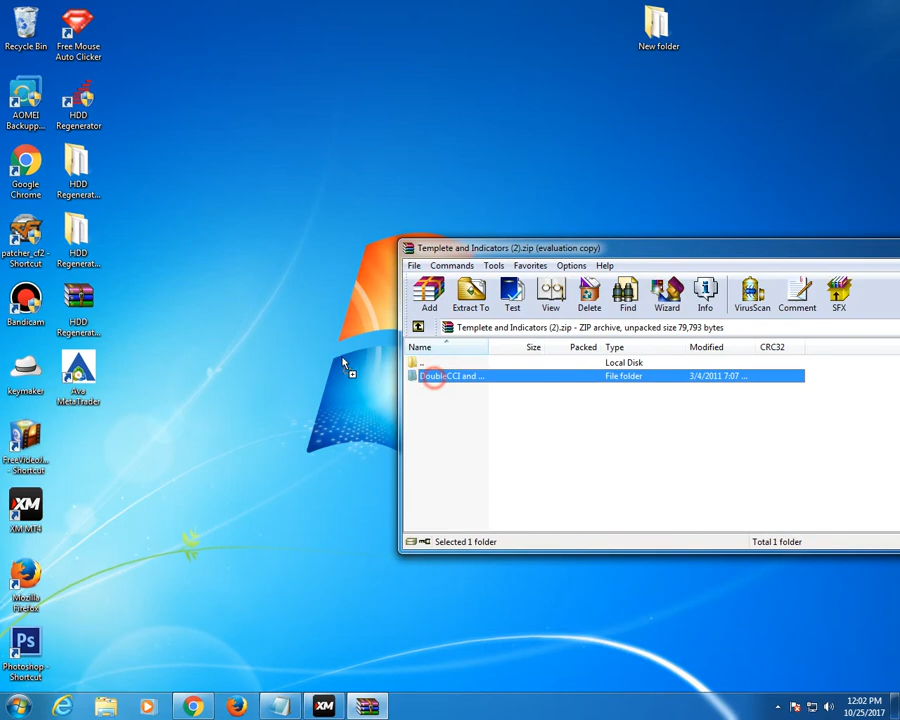 Recycle Bin
Free Mouse
Auto Clicker
New folder
AOMEI
Backupp...
HDD
Regenerator
Google
Chrome
HDD
Regenerat...
patcher_cf2 -
Shortcut
HDD
Regenerat...
Bandicam
HDD
Regenerat...
keymaker
Ava
MetaTrader
FreeVideoJ...
- Shortcut
XM
XM MT4
Mozilla
Firefox
Ps
Photoshop -
Shortcut
Templete and Indicators (2).zip (evaluation copy)
File Commands Tools Favorites Options Help
Add Extract To Test View Delete Find Wizard Info VirusScan Comment SFX
Templete and Indicators (2).zip - ZIP archive, unpacked size 79,793 bytes
Name Size Packed Type Modified CRC32
.. Local Disk
DoubleCCI and ... File folder 3/4/2011 7:07 ...
Selected 1 folder Total 1 folder
XM
12:02 PM
10/25/2017